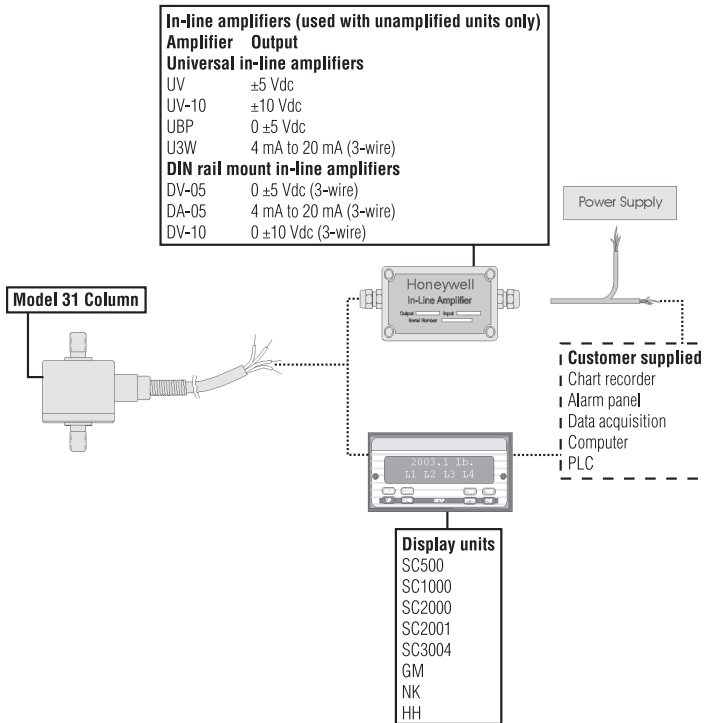 In-line amplifiers (used with unamplified units only)
Amplifier Output
Universal in-line amplifiers
UV ±5 Vdc
UV-10 ±10 Vdc
UBP 0 ±5 Vdc
U3W 4 mA to 20 mA (3-wire)
DIN rail mount in-line amplifiers
DV-05 0 ±5 Vdc (3-wire)
DA-05 4 mA to 20 mA (3-wire)
DV-10 0 ±10 Vdc (3-wire)
Power Supply
Honeywell
In-Line Amplifier
Output Input
Serial Number
Model 31 Column
Customer supplied
Chart recorder
Alarm panel
Data acquisition
Computer
PLC
2003.1 lb.
L1 L2 L3 L4
Display units
SC500
SC1000
SC2000
SC2001
SC3004
GM
NK
HH